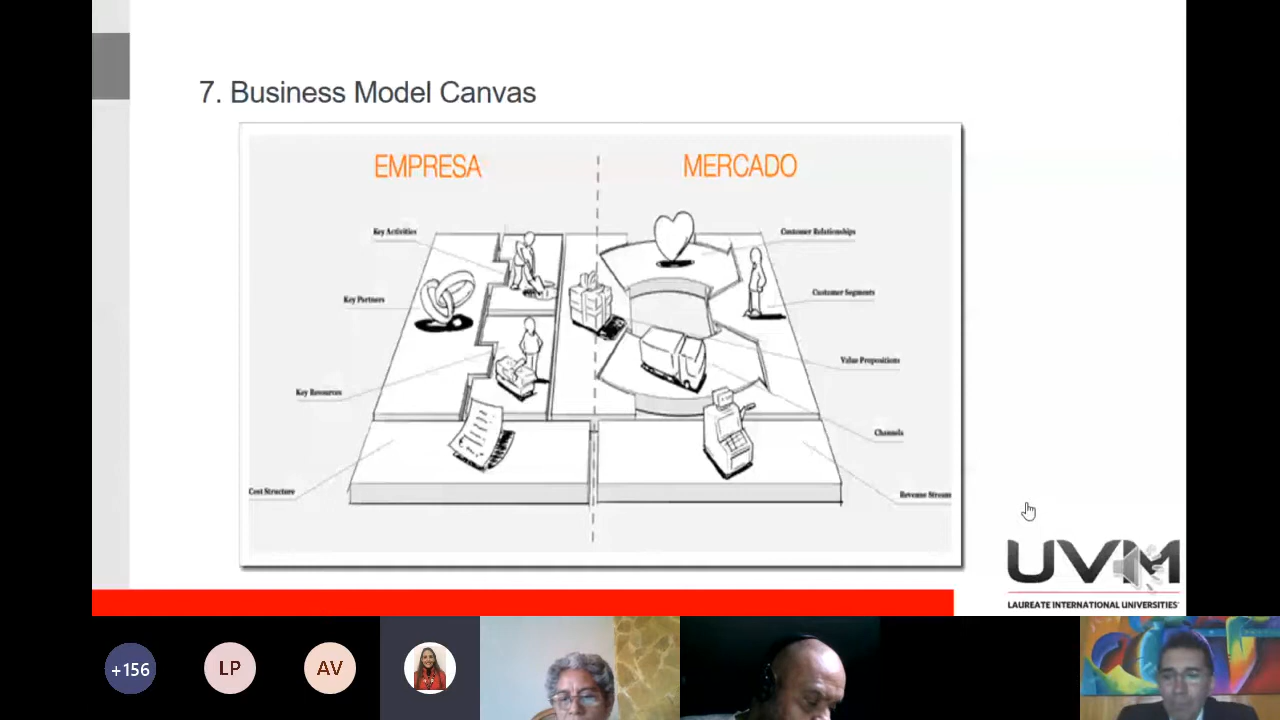 7. Business Model Canvas
EMPRESA
MERCADO
Key Activities
Customer Relationships
Key Partners
Customer Segments
Value Propositions
Key Resources
Channels
Cost Structure
Revenue Stream
UVM
LAUREATE INTERNATIONAL UNIVERSITIES
+156
LP
AV